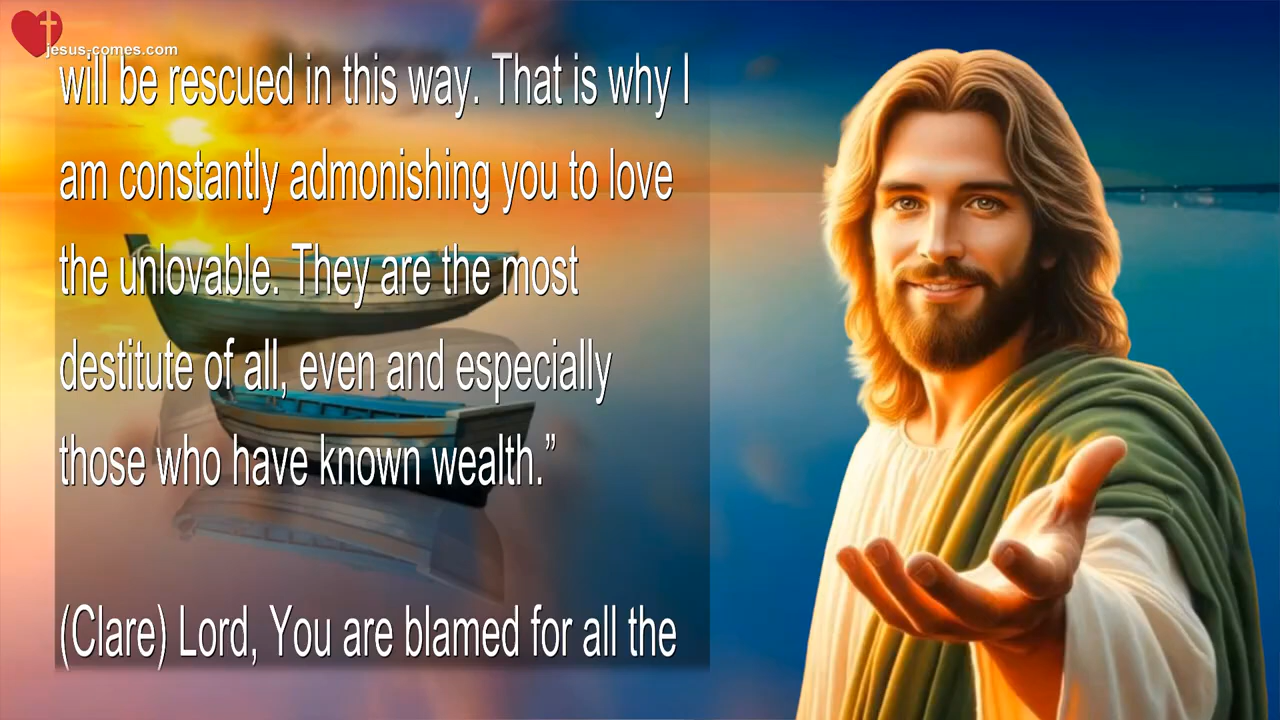 jesus-comes.com
will be rescued in this way. That is why I
am constantly admonishing you to love
the unlovable. They are the most
destitute of all, even and especially
those who have known wealth.”
(Clare) Lord, You are blamed for all the